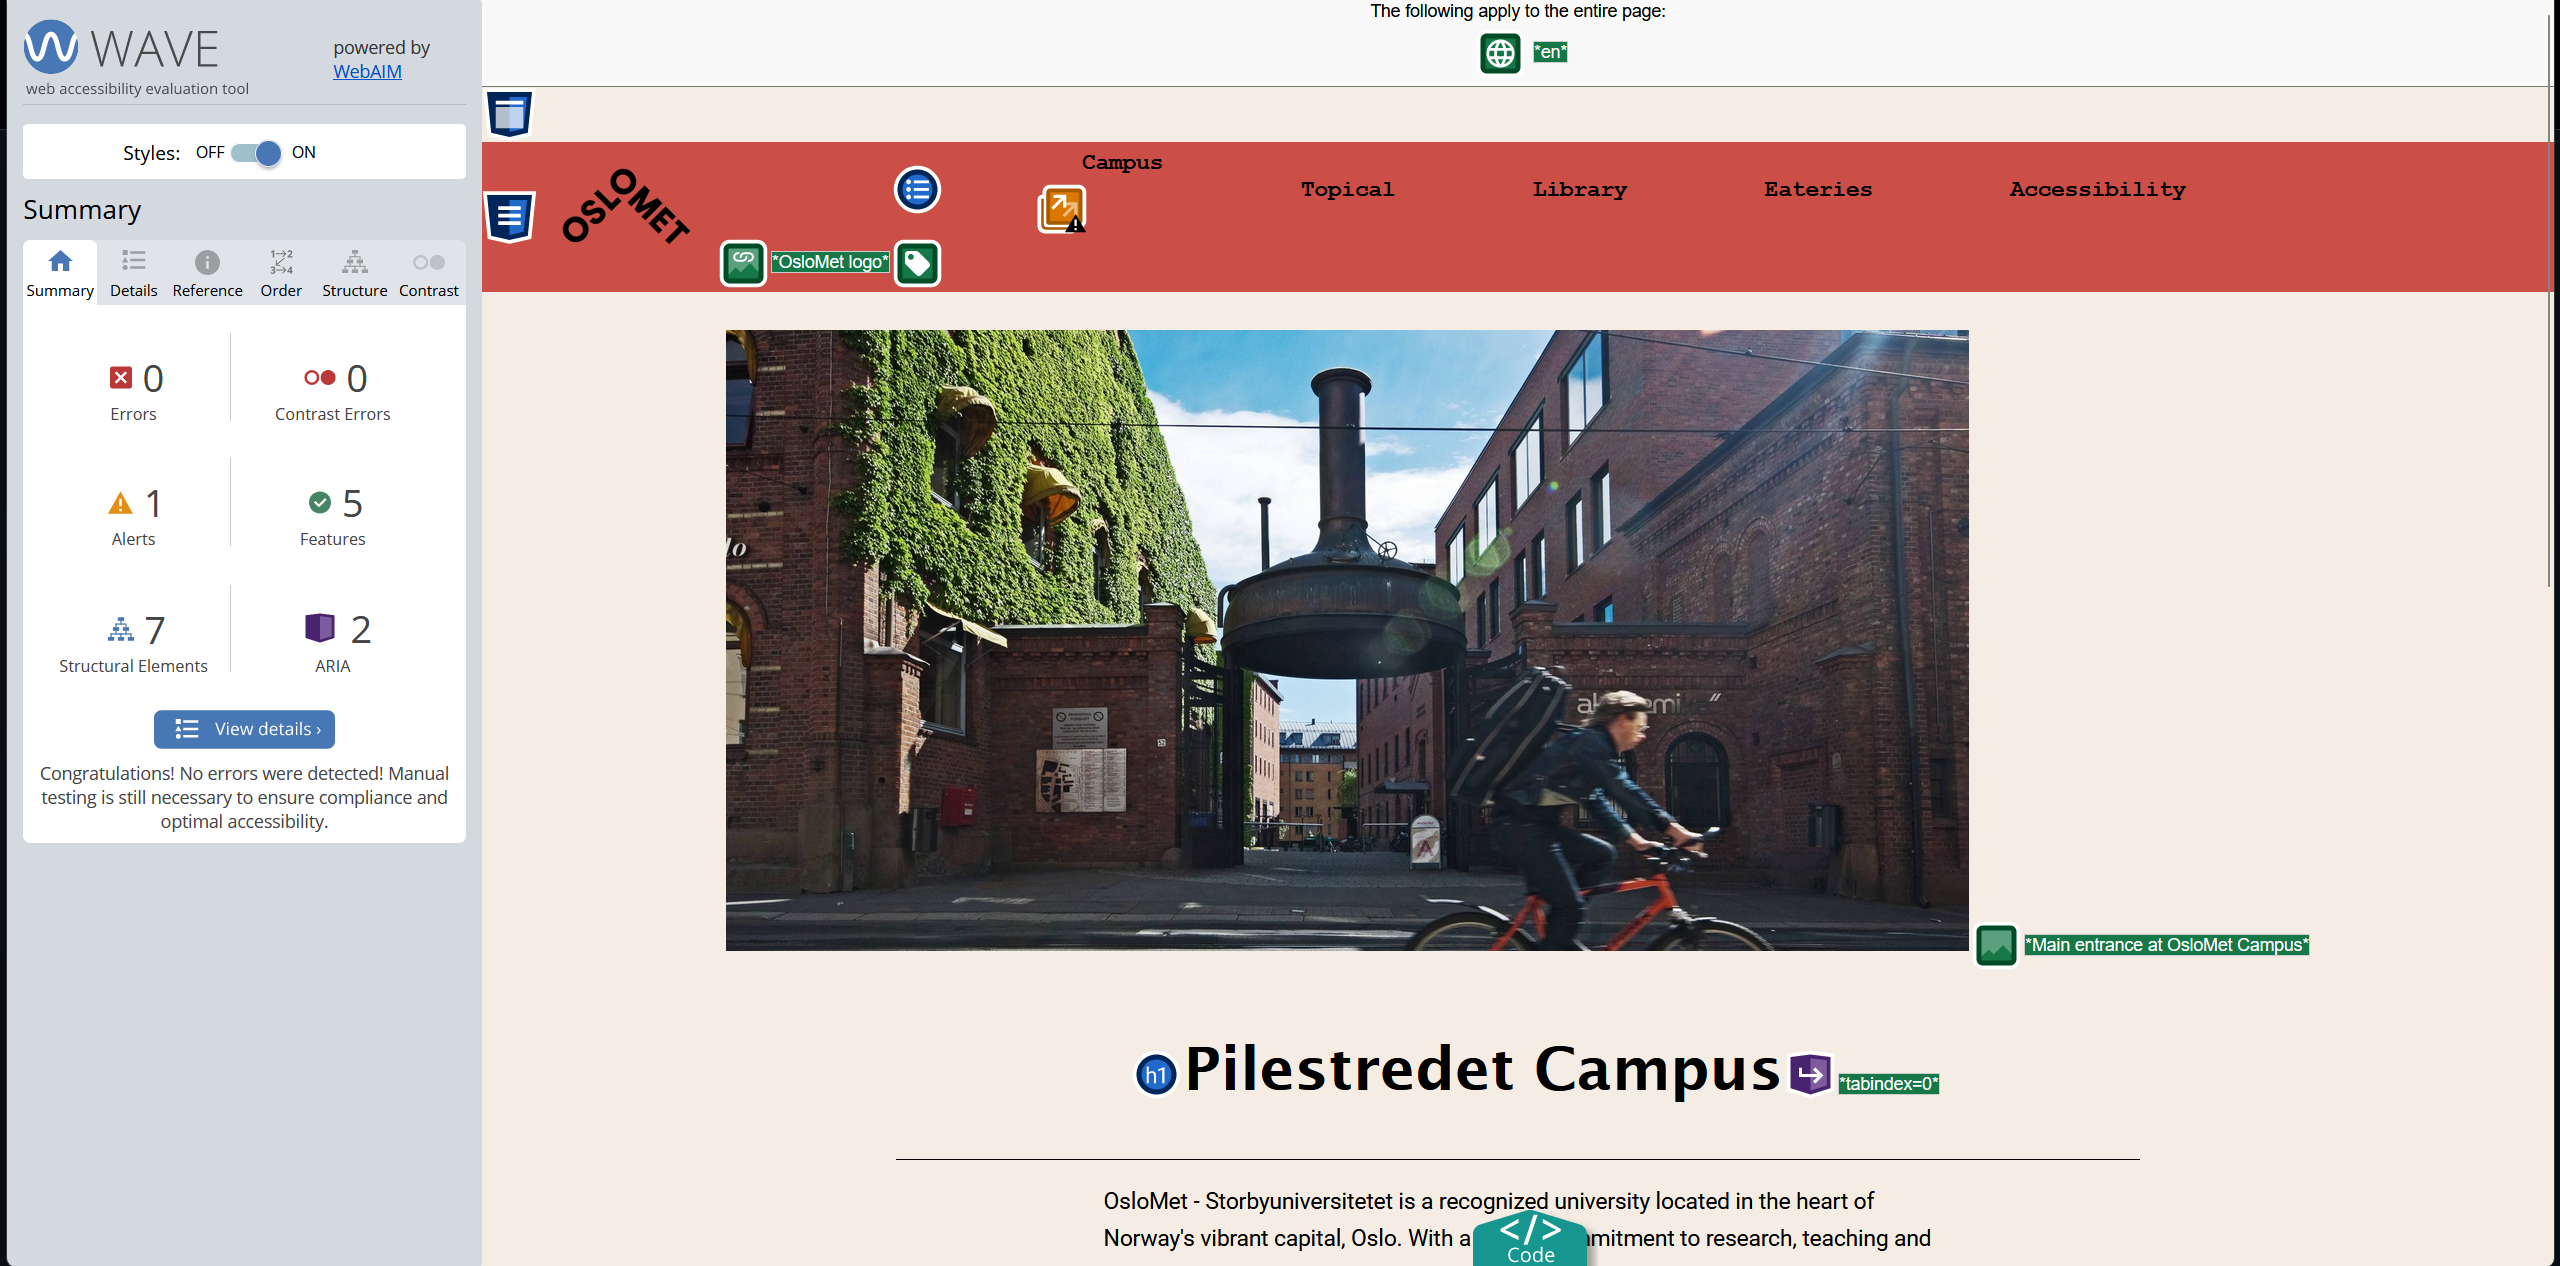 WAVE
powered by
WebAIM
web accessibility evaluation tool
Styles: OFF ON
Summary
Summary Details Reference Order Structure Contrast
0
Errors
0
Contrast Errors
1
Alerts
5
Features
7
Structural Elements
2
ARIA
View details ›
Congratulations! No errors were detected! Manual
testing is still necessary to ensure compliance and
optimal accessibility.
The following apply to the entire page:
*en*
OSLOMET
*OsloMet logo*
Campus
Topical
Library
Eateries
Accessibility
lo
A
*Main entrance at OsloMet Campus*
h1
Pilestredet Campus
*tabindex=0*
OsloMet - Storbyuniversitetet is a recognized university located in the heart of
Norway's vibrant capital, Oslo. With a mmitment to research, teaching and
</> Code